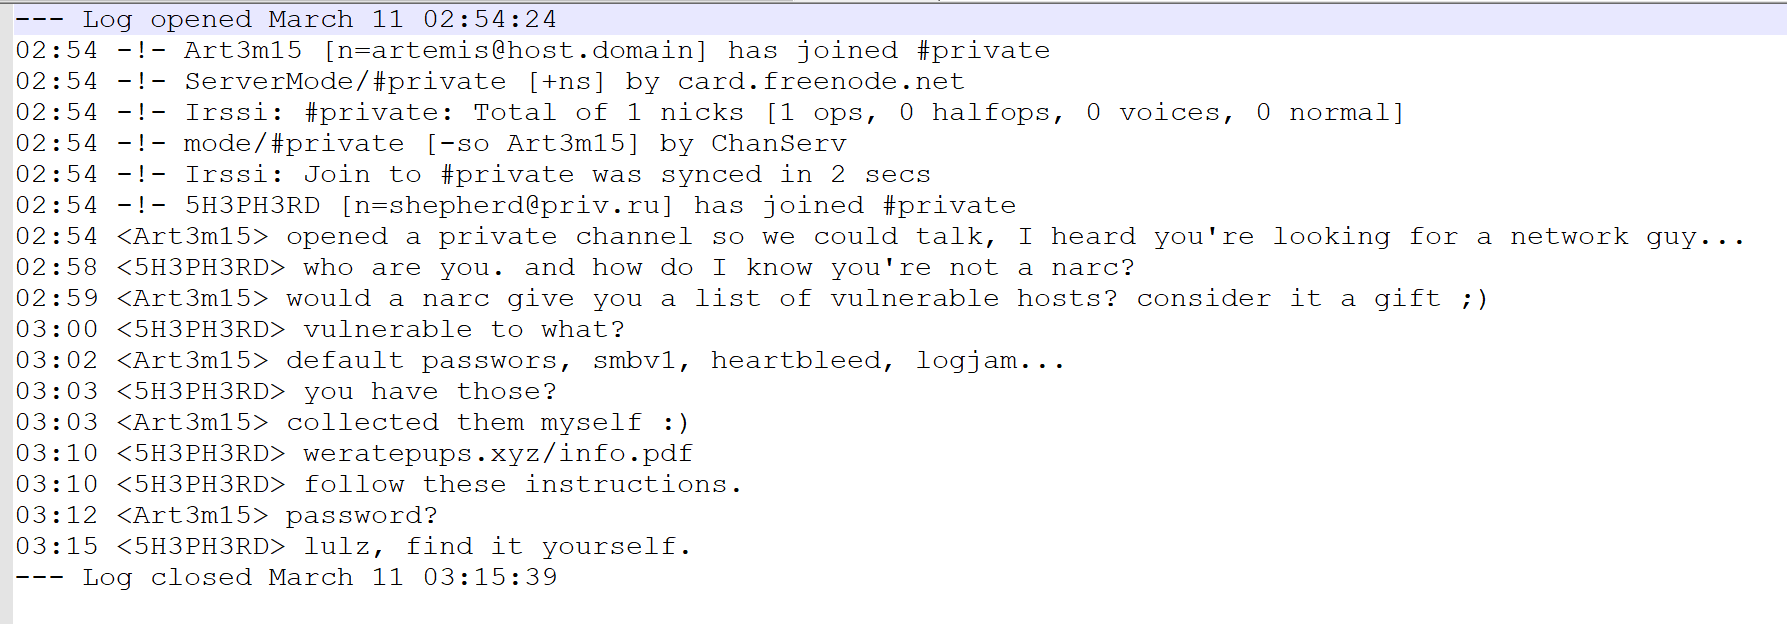 --- Log opened March 11 02:54:24
02:54 -!- Art3m15 [n=artemis@host.domain] has joined #private
02:54 -!- ServerMode/#private [+ns] by card.freenode.net
02:54 -!- Irssi: #private: Total of 1 nicks [1 ops, 0 halfops, 0 voices, 0 normal]
02:54 -!- mode/#private [-so Art3m15] by ChanServ
02:54 -!- Irssi: Join to #private was synced in 2 secs
02:54 -!- 5H3PH3RD [n=shepherd@priv.ru] has joined #private
02:54 <Art3m15> opened a private channel so we could talk, I heard you're looking for a network guy...
02:58 <5H3PH3RD> who are you. and how do I know you're not a narc?
02:59 <Art3m15> would a narc give you a list of vulnerable hosts? consider it a gift ;)
03:00 <5H3PH3RD> vulnerable to what?
03:02 <Art3m15> default passwors, smbv1, heartbleed, logjam...
03:03 <5H3PH3RD> you have those?
03:03 <Art3m15> collected them myself :)
03:10 <5H3PH3RD> weratepups.xyz/info.pdf
03:10 <5H3PH3RD> follow these instructions.
03:12 <Art3m15> password?
03:15 <5H3PH3RD> lulz, find it yourself.
--- Log closed March 11 03:15:39